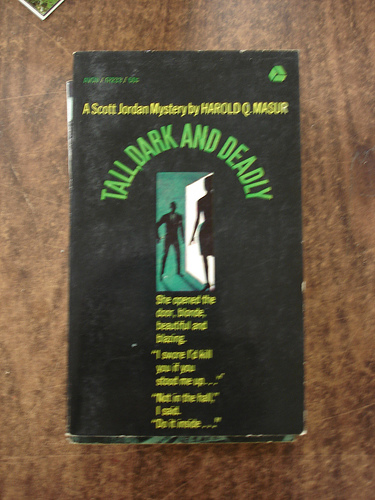 A Scott Jordan Mystery by HAROLD Q. MASUR
TALL DARK AND DEADLY
She opened the
door, blonde,
beautiful and
blazing.
"I swore I'd kill
you if you
stood me up. . ."
"Not in the hall,"
I said.
"Do it inside . . ."